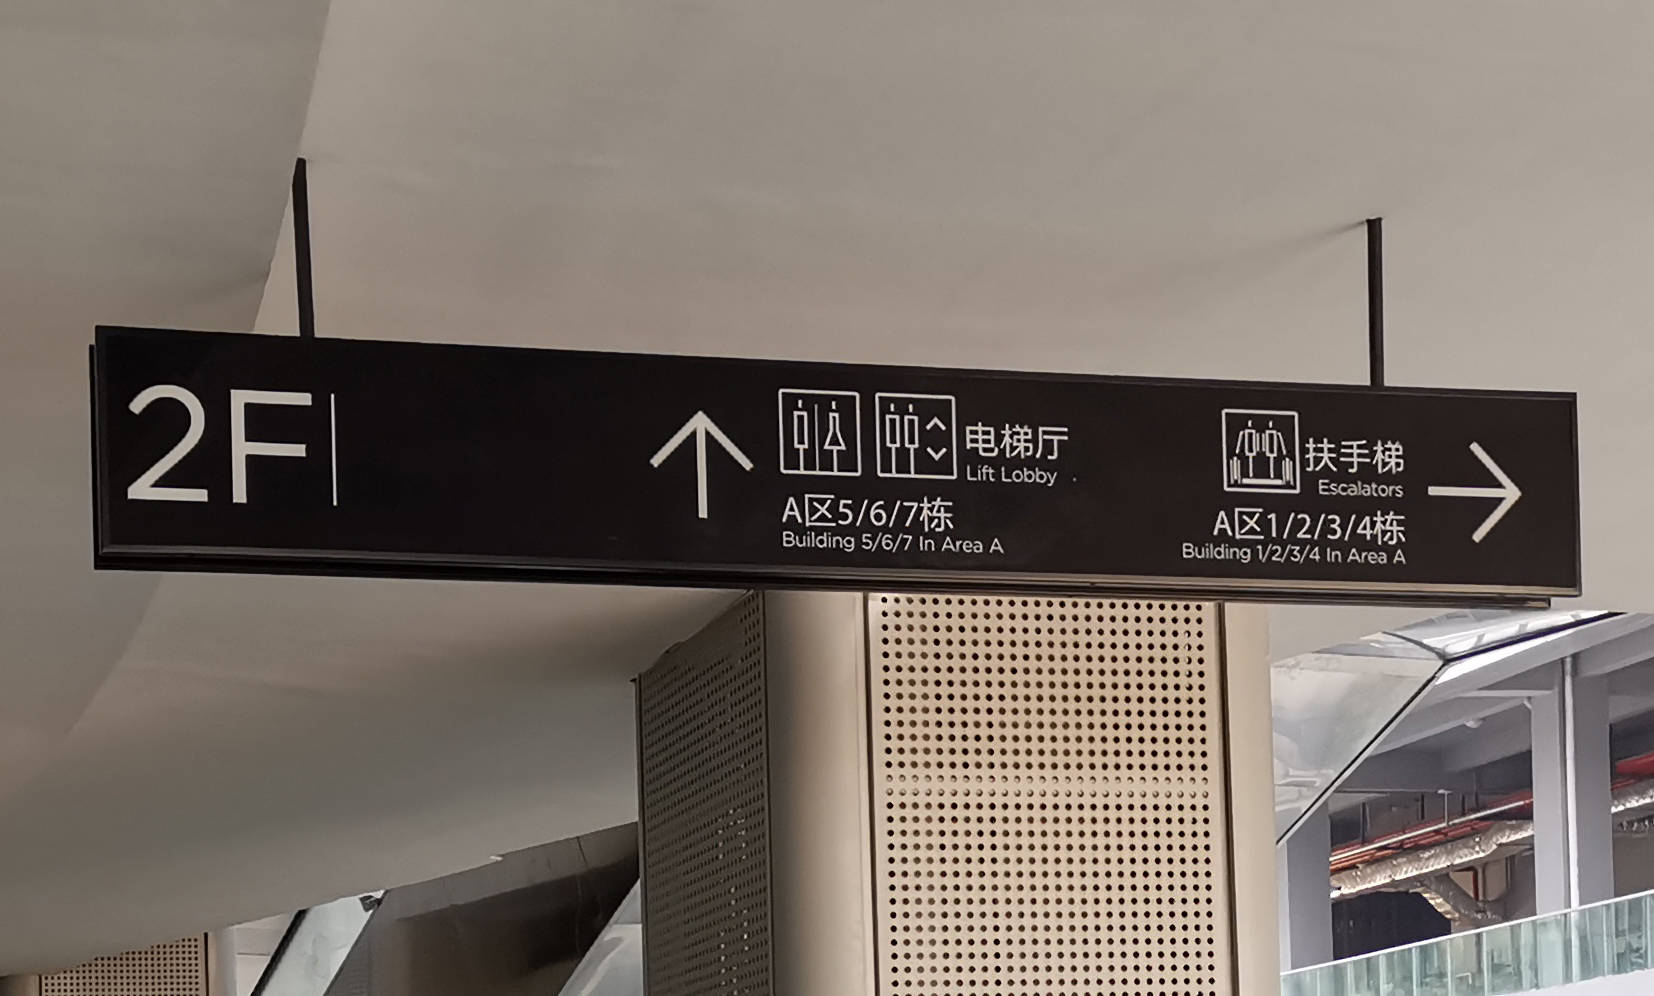 2F
电梯厅
Lift Lobby
A区5/6/7栋
Building 5/6/7 In Area A
扶手梯
Escalators
A区1/2/3/4栋
Building 1/2/3/4 In Area A